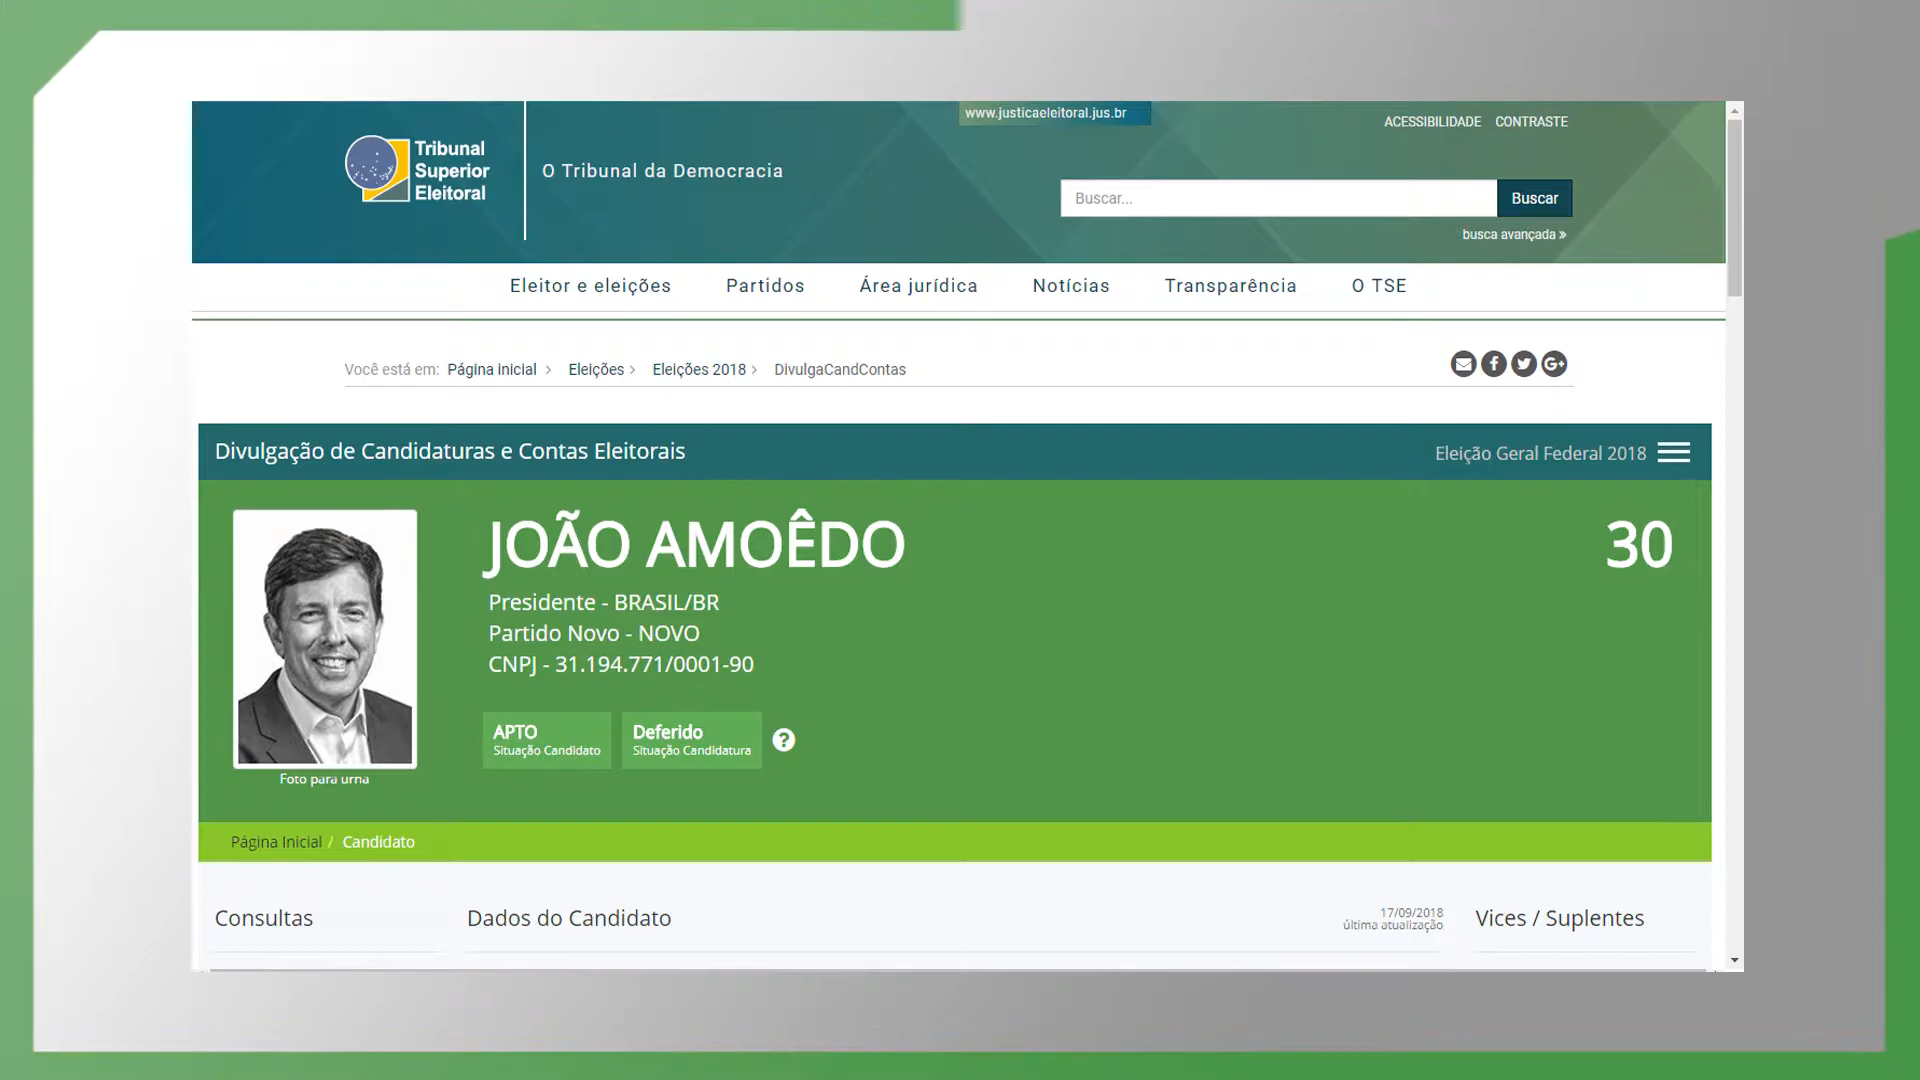 www.justicaeleitoral.jus.br
ACESSIBILIDADE CONTRASTE
Tribunal
Superior
Eleitoral
O Tribunal da Democracia
Buscar... Buscar
busca avançada »
Eleitor e eleições Partidos Área jurídica Notícias Transparência O TSE
Você está em: Página inicial > Eleições > Eleições 2018 > DivulgaCandContas
Divulgação de Candidaturas e Contas Eleitorais Eleição Geral Federal 2018
JOÃO AMOÊDO 30
Presidente - BRASIL/BR
Partido Novo - NOVO
CNPJ - 31.194.771/0001-90
APTO Deferido ?
Situação Candidato Situação Candidatura
Foto para urna
Página Inicial / Candidato
Consultas Dados do Candidato 17/09/2018 Vices / Suplentes
última atualização